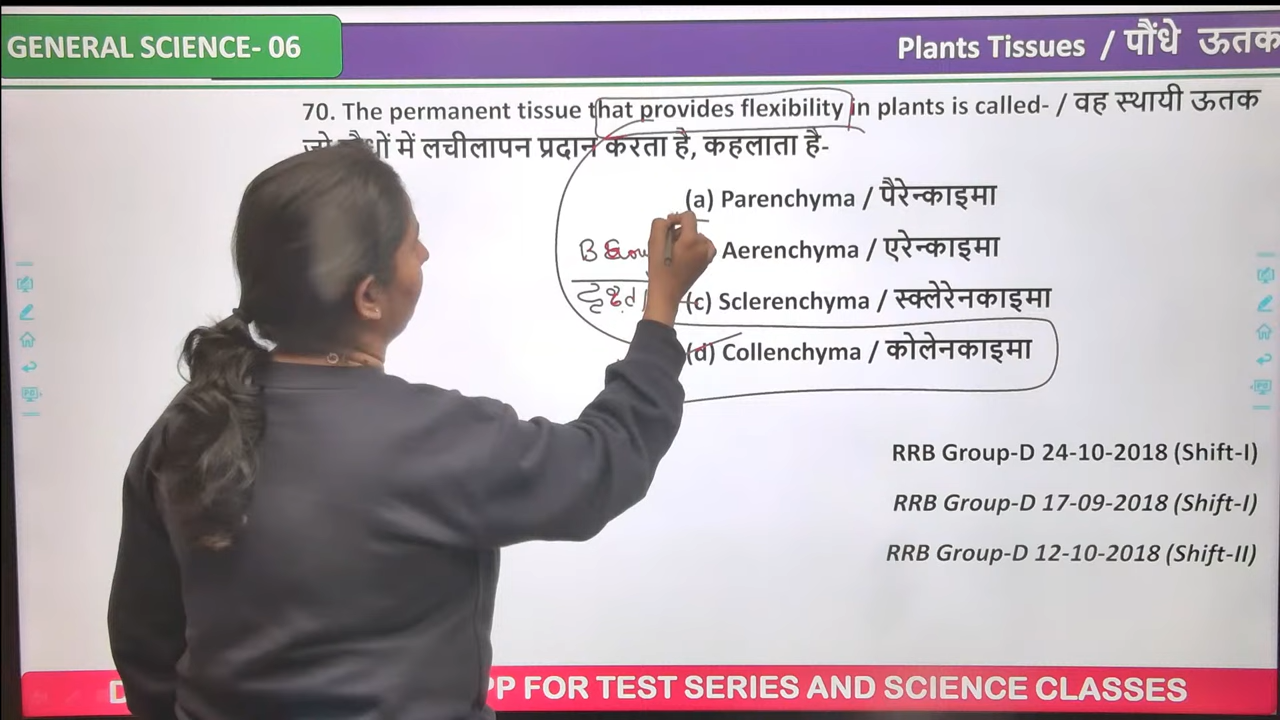 GENERAL SCIENCE- 06
Plants Tissues / पौंधे ऊतक
70. The permanent tissue that provides flexibility in plants is called- / वह स्थायी ऊतक
में लचीलापन प्रदान करता है, कहलाता है-
(a) Parenchyma / पैरेन्काइमा
B
Aerenchyma / एरेन्काइमा
(c) Sclerenchyma / स्क्लेरेनकाइमा
(d) Collenchyma / कोलेनकाइमा
RRB Group-D 24-10-2018 (Shift-I)
RRB Group-D 17-09-2018 (Shift-I)
RRB Group-D 12-10-2018 (Shift-II)
FOR TEST SERIES AND SCIENCE CLASSES